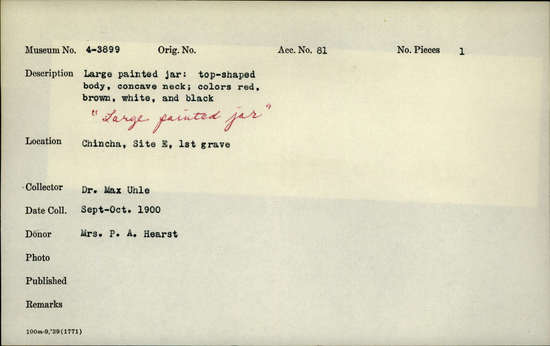 Museum No. 4-3899 Orig. No. Acc. No. 81 No. Pieces 1
Description Large painted jar: top-shaped
body, concave neck; colors red,
brown, white, and black
"Large painted jar"
Location Chincha, Site E, 1st grave
Collector Dr. Max Uhle
Date Coll. Sept-Oct. 1900
Donor Mrs. P. A. Hearst
Photo
Published
Remarks
100m-9,'39(1771)